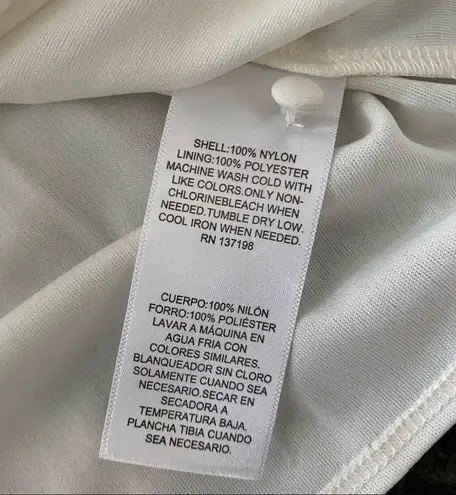 SHELL:100% NYLON
LINING:100% POLYESTER
MACHINE WASH COLD WITH
LIKE COLORS.ONLY NON-
CHLORINEBLEACH WHEN
NEEDED.TUMBLE DRY LOW.
COOL IRON WHEN NEEDED.
RN 137198
CUERPO:100% NILÓN
FORRO:100% POLIÉSTER
LAVAR A MÁQUINA EN
AGUA FRIA CON
COLORES SIMILARES.
BLANQUEADOR SIN CLORO
SOLAMENTE CUANDO SEA
NECESARIO.SECAR EN
SECADORA A
TEMPERATURA BAJA.
PLANCHA TIBIA CUANDO
SEA NECESARIO.